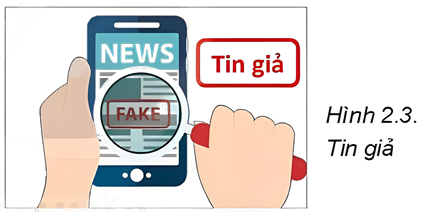 NEWS
FAKE
Tin giả
Hình 2.3.
Tin giả